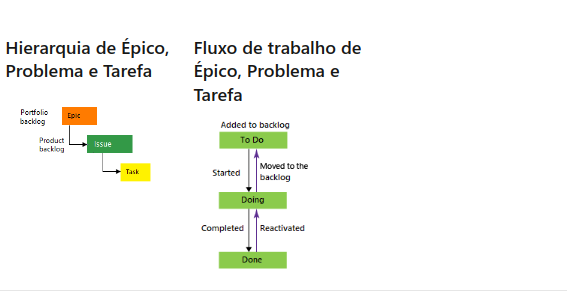 Hierarquia de Épico,
Problema e Tarefa
Portfolio
backlog
Epic
Product
backlog
Issue
Task
Fluxo de trabalho de
Épico, Problema e
Tarefa
Added to backlog
To Do
Started
Moved to the
backlog
Doing
Completed
Reactivated
Done